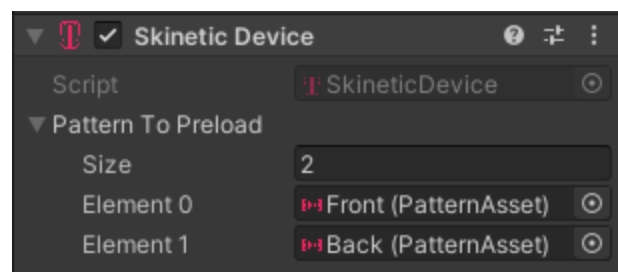 Skinetic Device
Script SkineticDevice
Pattern To Preload
Size 2
Element 0 Front (PatternAsset)
Element 1 Back (PatternAsset)